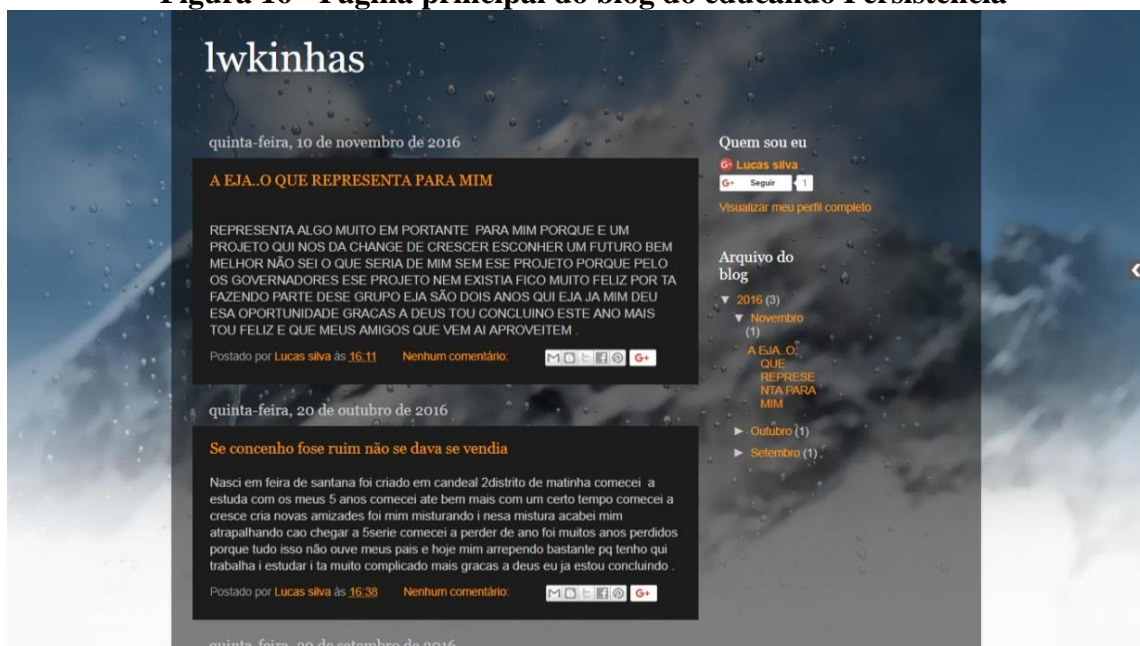 Figura 16 - Página principal do blog do educando Persistência
lwkinhas
quinta-feira, 10 de novembro de 2016
A EJA..O QUE REPRESENTA PARA MIM
REPRESENTA ALGO MUITO EM PORTANTE PARA MIM PORQUE E UM
PROJETO QUI NOS DA CHANGE DE CRESCER ESCONHER UM FUTURO BEM
MELHOR NÃO SEI O QUE SERIA DE MIM SEM ESE PROJETO PORQUE PELO
OS GOVERNADORES ESE PROJETO NEM EXISTIA FICO MUITO FELIZ POR TA
FAZENDO PARTE DESE GRUPO EJA SÃO DOIS ANOS QUI EJA JA MIM DEU
ESA OPORTUNIDADE GRACAS A DEUS TOU CONCLUINO ESTE ANO MAIS
TOU FELIZ E QUE MEUS AMIGOS QUE VEM AI APROVEITEM .
Postado por Lucas silva às 16:11 Nenhum comentário:
G+
quinta-feira, 20 de outubro de 2016
Se concenho fose ruim não se dava se vendia
Nasci em feira de santana foi criado em candeal 2distrito de matinha comecei a
estuda com os meus 5 anos comecei ate bem mais com um certo tempo comecei a
cresce cria novas amizades foi mim misturando i nesa mistura acabei mim
atrapalhando cao chegar a 5serie comecei a perder de ano foi muitos anos perdidos
porque tudo isso não ouve meus pais e hoje mim arrependo bastante pq tenho qui
trabalha i estudar i ta muito complicado mais gracas a deus eu ja estou concluindo .
Postado por Lucas silva às 16:38 Nenhum comentário:
G+
quinta-feira, 29 de setembro de 2016
Quem sou eu
G+ Lucas silva
G+ Seguir 1
Visualizar meu perfil completo
Arquivo do
blog
▼ 2016 (3)
▼ Novembro
(1)
A EJA..O
QUE
REPRESE
NTA PARA
MIM
► Outubro (1)
► Setembro (1)